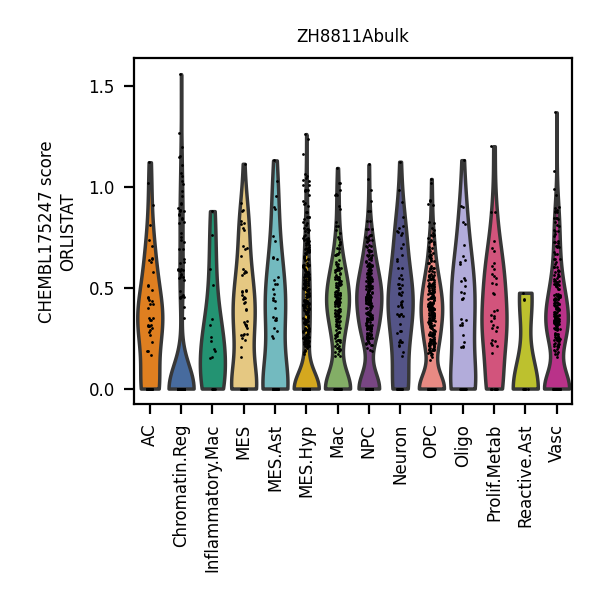 ZH8811Abulk
CHEMBL175247 score
ORLISTAT
1.5
1.0
0.5
0.0
AC
Chromatin.Reg
Inflammatory.Mac
MES
MES.Ast
MES.Hyp
Mac
NPC
Neuron
OPC
Oligo
Prolif.Metab
Reactive.Ast
Vasc